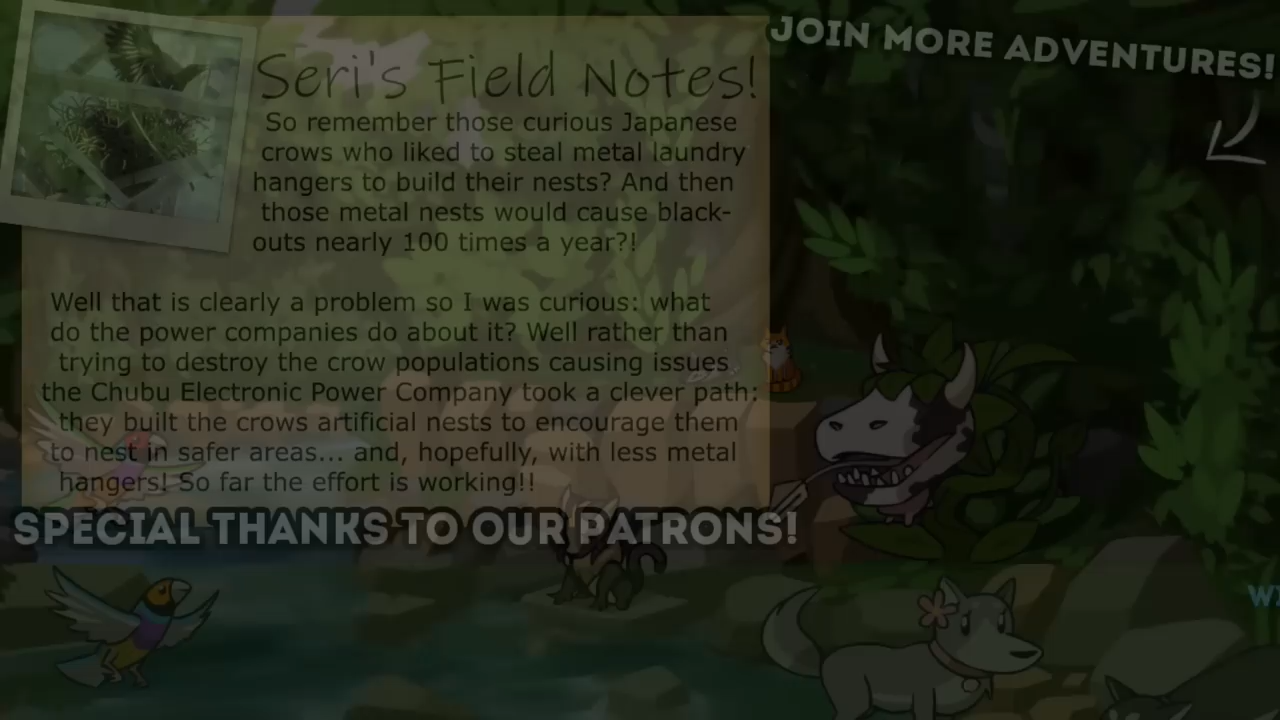 JOIN MORE ADVENTURES!
Seri's Field Notes!
So remember those curious Japanese
crows who liked to steal metal laundry
hangers to build their nests? And then
those metal nests would cause black-
outs nearly 100 times a year?!
Well that is clearly a problem so I was curious: what
do the power companies do about it? Well rather than
trying to destroy the crow populations causing issues
the Chubu Electronic Power Company took a clever path:
they built the crows artificial nests to encourage them
to nest in safer areas... and, hopefully, with less metal
hangers! So far the effort is working!!
SPECIAL THANKS TO OUR PATRONS!